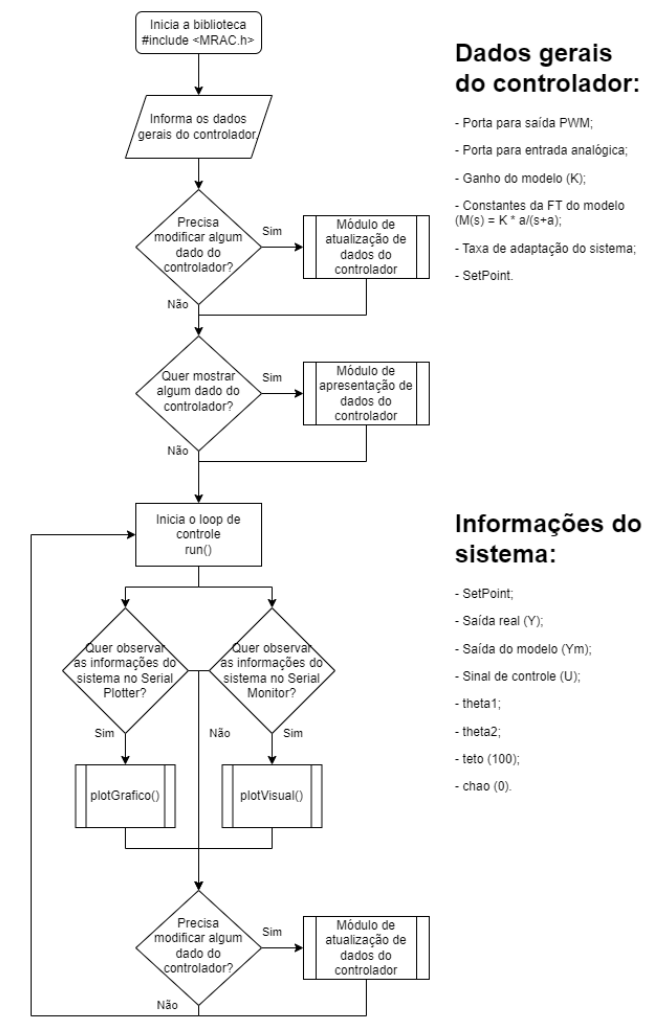 Inicia a biblioteca
#include <MRAC.h>
Informa os dados
gerais do controlador
Precisa
modificar algum
dado do
controlador?
Sim
Módulo de
atualização de
dados do
controlador
Não
Quer mostrar
algum dado do
controlador?
Sim
Módulo de
apresentação de
dados do
controlador
Não
Inicia o loop de
controle
run()
Quer observar
as informações do
sistema no Serial
Plotter?
Quer observar
as informações do
sistema no Serial
Monitor?
Sim
Não
Sim
plotGrafico()
plotVisual()
Precisa
modificar algum
dado do
controlador?
Sim
Módulo de
atualização de
dados do
controlador
Não
Dados gerais
do controlador:
- Porta para saída PWM;
- Porta para entrada analógica;
- Ganho do modelo (K);
- Constantes da FT do modelo
(M(s) = K * a/(s+a);
- Taxa de adaptação do sistema;
- SetPoint.
Informações do
sistema:
- SetPoint;
- Saída real (Y);
- Saída do modelo (Ym);
- Sinal de controle (U);
- theta1;
- theta2;
- teto (100);
- chao (0).